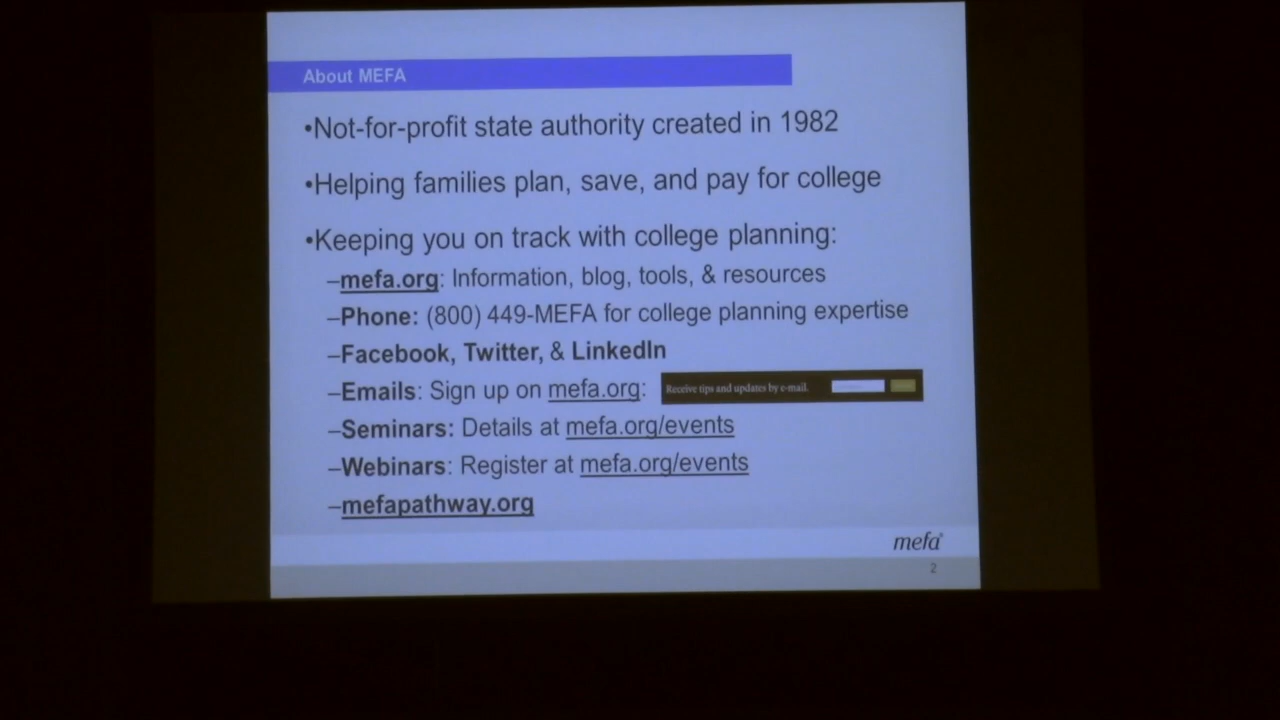 About MEFA
•Not-for-profit state authority created in 1982
•Helping families plan, save, and pay for college
•Keeping you on track with college planning:
–mefa.org: Information, blog, tools, & resources
–Phone: (800) 449-MEFA for college planning expertise
–Facebook, Twitter, & LinkedIn
–Emails: Sign up on mefa.org: Receive tips and updates by e-mail.
–Seminars: Details at mefa.org/events
–Webinars: Register at mefa.org/events
–mefapathway.org
mefa®
2